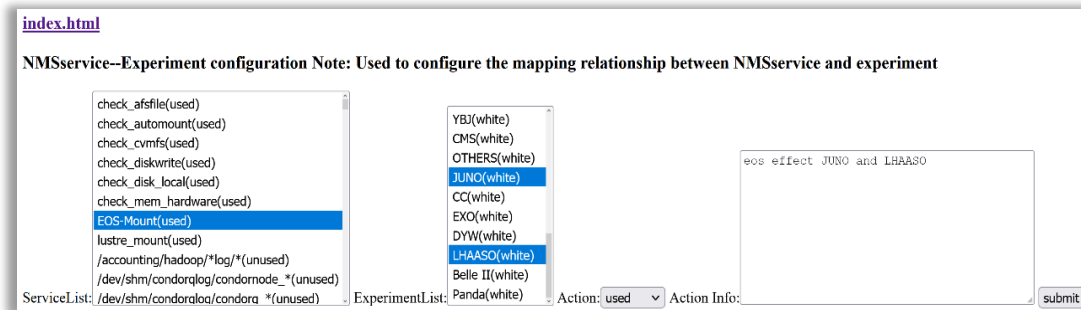 index.html
NMSservice--Experiment configuration Note: Used to configure the mapping relationship between NMSservice and experiment
ServiceList:
check_afsfile(used)
check_automount(used)
check_cvmfs(used)
check_diskwrite(used)
check_disk_local(used)
check_mem_hardware(used)
EOS-Mount(used)
lustre_mount(used)
/accounting/hadoop/*log/*(unused)
/dev/shm/condorqlog/condornode_*(unused)
/dev/shm/condorqlog/condorq_*(unused)
ExperimentList:
YBJ(white)
CMS(white)
OTHERS(white)
JUNO(white)
CC(white)
EXO(white)
DYW(white)
LHAASO(white)
Belle II(white)
Panda(white)
Action: used
Action Info:
eos effect JUNO and LHAASO
submit